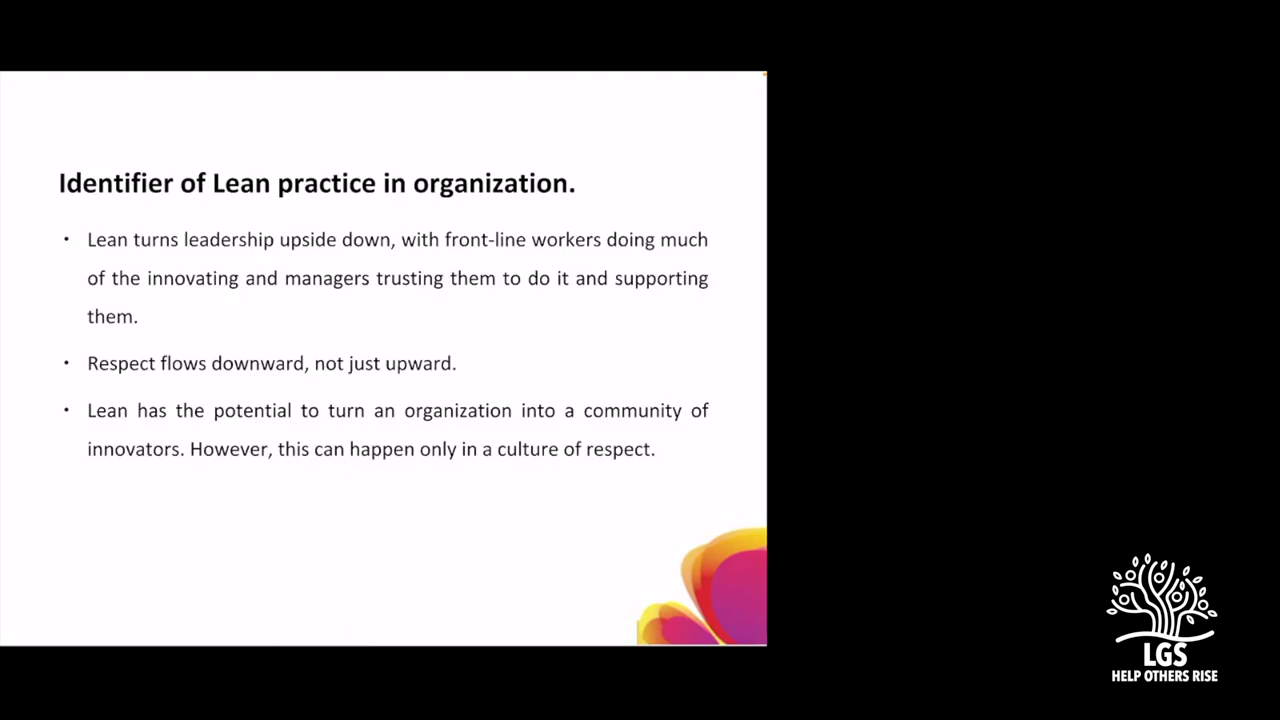 Identifier of Lean practice in organization.
• Lean turns leadership upside down, with front-line workers doing much
of the innovating and managers trusting them to do it and supporting
them.
• Respect flows downward, not just upward.
• Lean has the potential to turn an organization into a community of
innovators. However, this can happen only in a culture of respect.
LGS
HELP OTHERS RISE